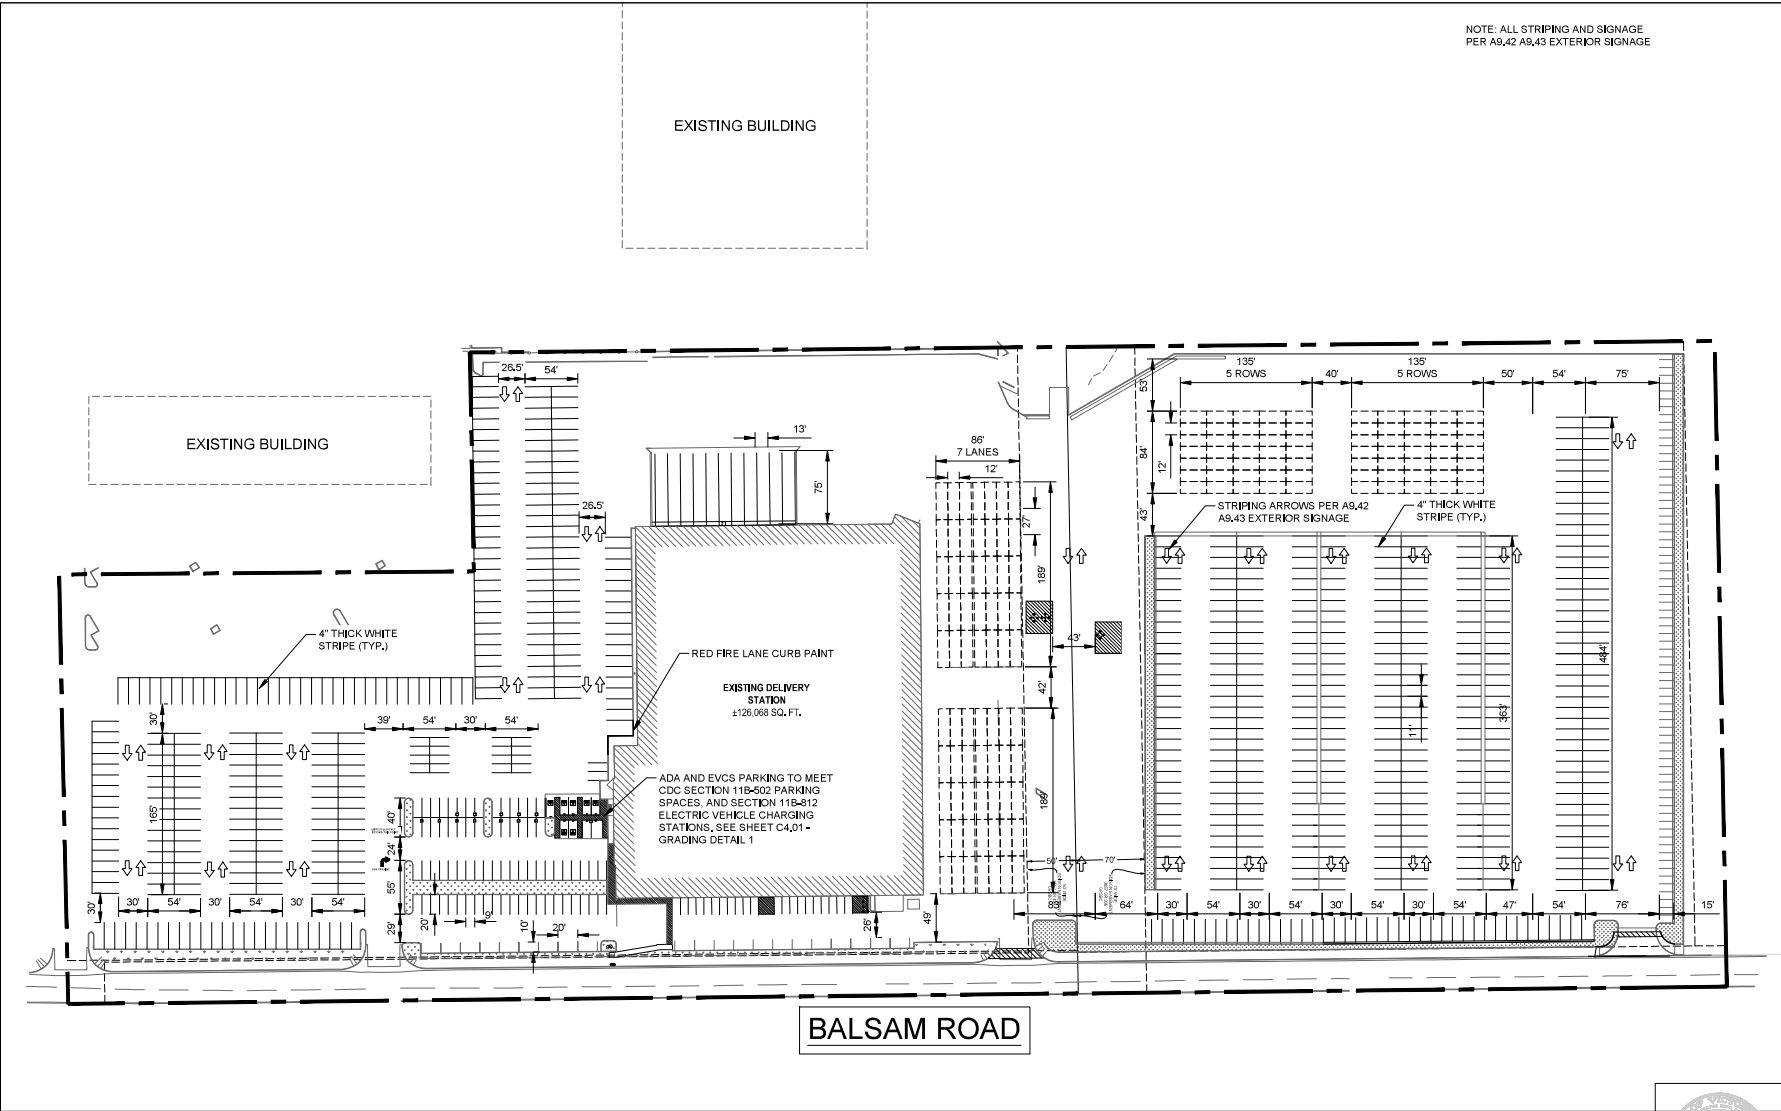 NOTE: ALL STRIPING AND SIGNAGE
PER A9.42 A9.43 EXTERIOR SIGNAGE
EXISTING BUILDING
EXISTING BUILDING
26.5'
54'
26.5'
13'
75'
86'
7 LANES
12'
27'
189'
42'
189'
43'
135'
5 ROWS
40'
135'
5 ROWS
50'
54'
75'
53'
84'
12'
43'
STRIPING ARROWS PER A9.42
A9.43 EXTERIOR SIGNAGE
4" THICK WHITE
STRIPE (TYP.)
484'
363'
11'
4" THICK WHITE
STRIPE (TYP.)
RED FIRE LANE CURB PAINT
EXISTING DELIVERY
STATION
±126,068 SQ. FT.
ADA AND EVCS PARKING TO MEET
CDC SECTION 11B-502 PARKING
SPACES, AND SECTION 11B-812
ELECTRIC VEHICLE CHARGING
STATIONS. SEE SHEET C4.01 -
GRADING DETAIL 1
30'
39'
54'
30'
54'
165'
40'
24'
55'
29'
30'
30'
54'
30'
54'
30'
54'
20'
9'
10'
20'
26'
49'
50'
70'
89'
64'
30'
54'
30'
54'
30'
54'
30'
54'
47'
54'
76'
15'
BALSAM ROAD